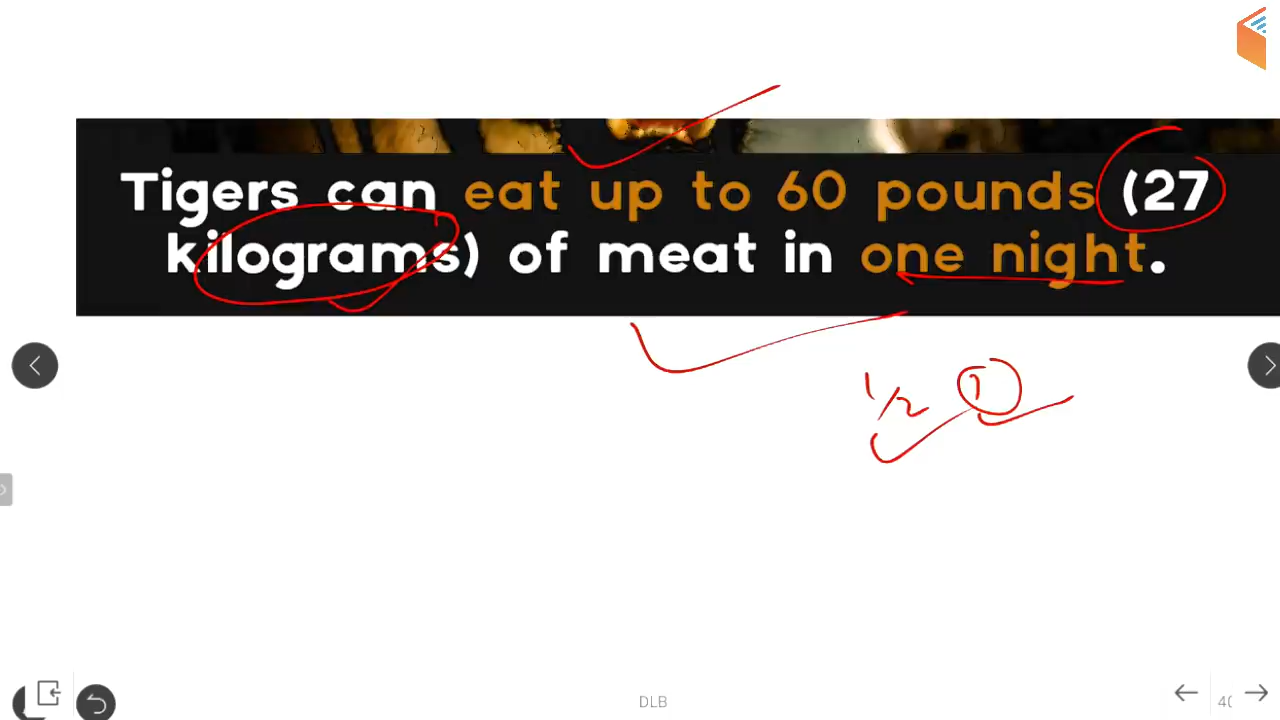 Tigers can eat up to 60 pounds (27
kilograms) of meat in one night.
1/2 1
DLB